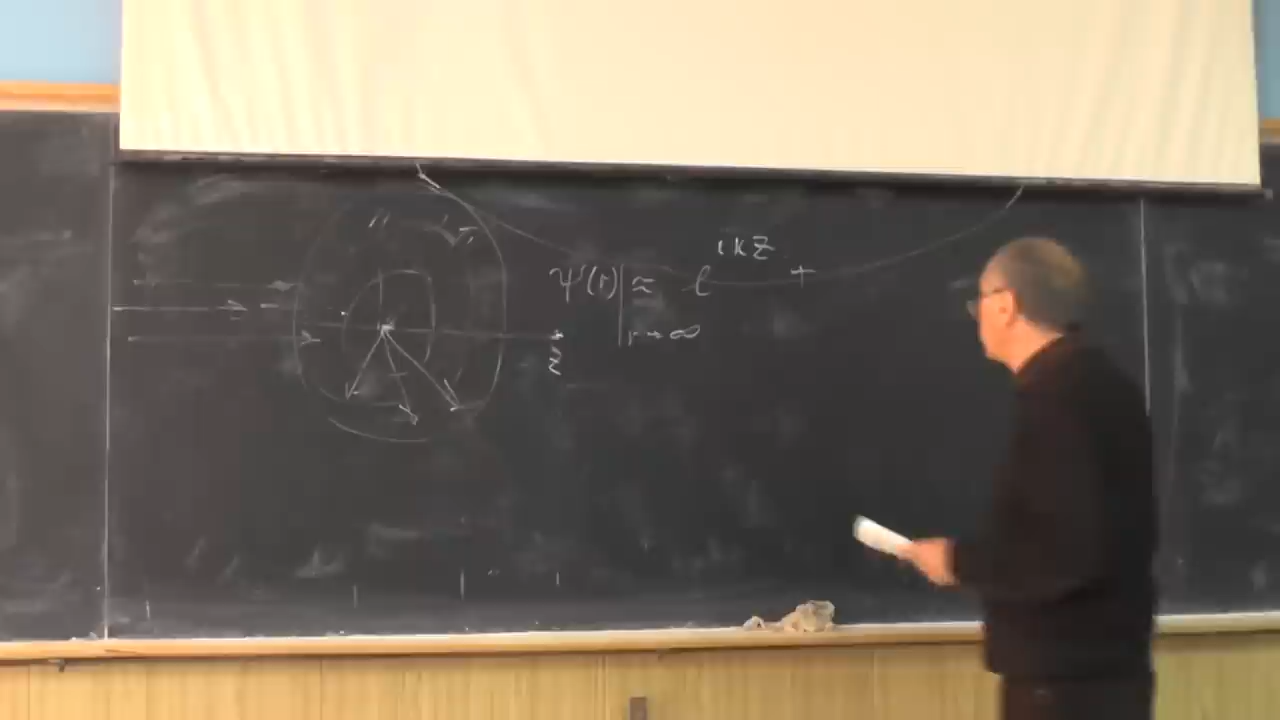 ψ(r)|_{r→∞} ≈ e^{ikz} +
z